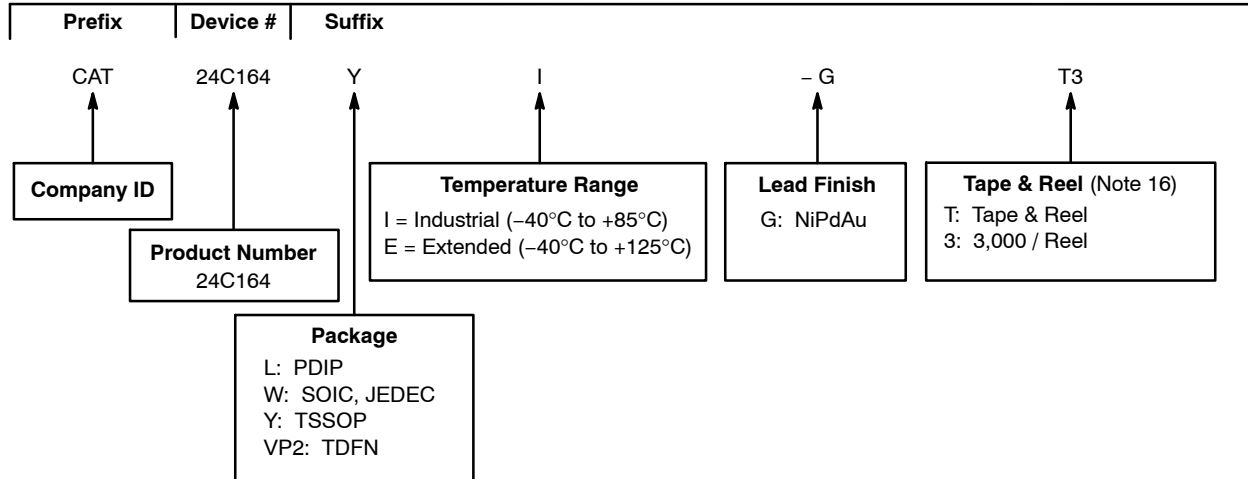 Prefix Device # Suffix
CAT 24C164 Y I – G T3
Company ID
Product Number
24C164
Package
L: PDIP
W: SOIC, JEDEC
Y: TSSOP
VP2: TDFN
Temperature Range
I = Industrial (−40°C to +85°C)
E = Extended (−40°C to +125°C)
Lead Finish
G: NiPdAu
Tape & Reel (Note 16)
T: Tape & Reel
3: 3,000 / Reel